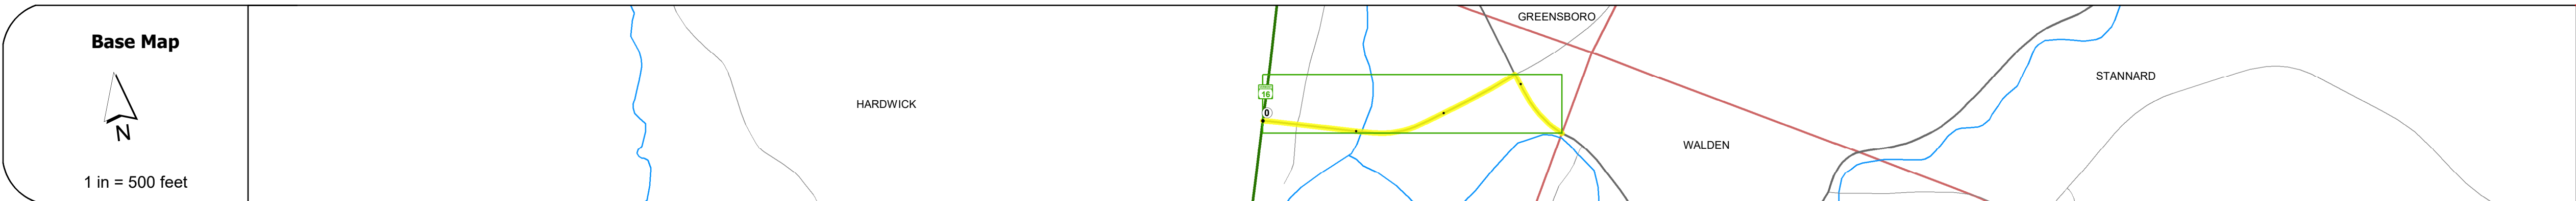 Base Map
N
1 in = 500 feet
HARDWICK
16
0
GREENSBORO
WALDEN
STANNARD